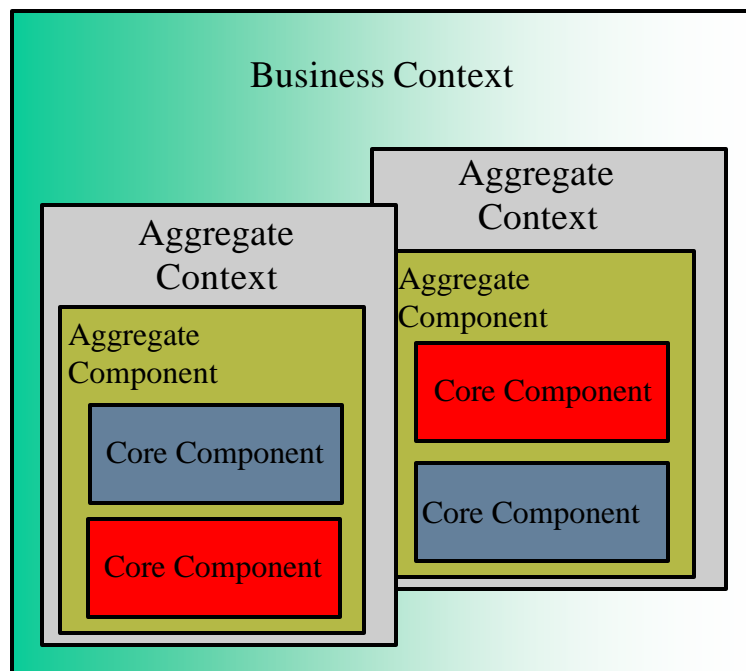 Business Context
Aggregate
Context
Aggregate
Component
Core Component
Core Component
Aggregate
Context
Aggregate
Component
Core Component
Core Component